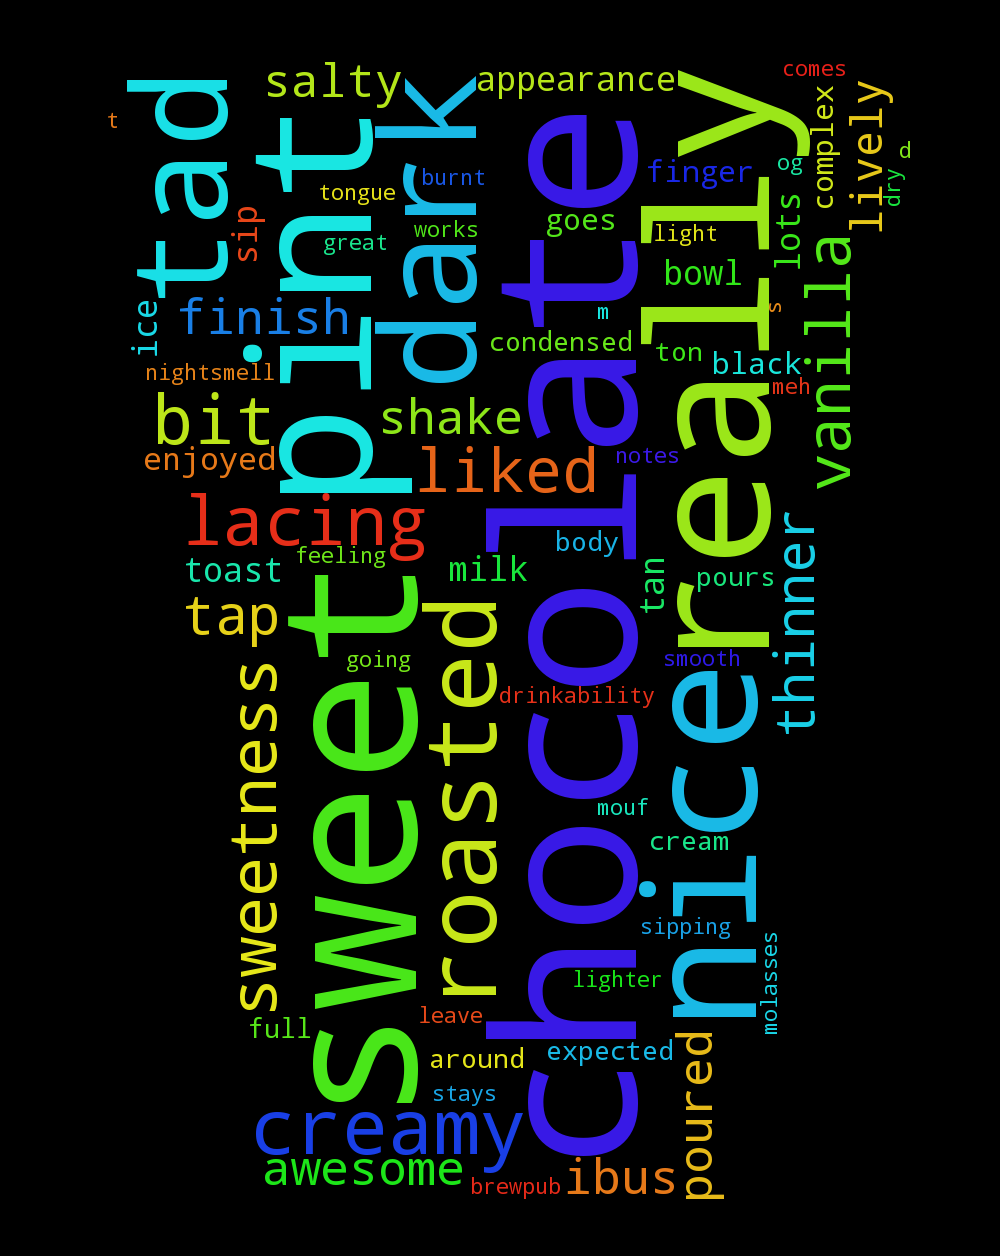 tad
salty
appearance
comes
t
pint
dark
chocolate
really
complex
lively
d
og
dry
burnt
finger
tongue
sip
great
works
goes
light
lots
vanilla
bowl
ice
finish
m
s
condensed
ton
black
nightsmell
meh
bit
shake
enjoyed
liked
notes
lacing
body
thinner
feeling
toast
milk
tan
pours
tap
sweet
roasted
going
smooth
sweetness
drinkability
nice
mouf
cream
sipping
lighter
molasses
full
leave
around
expected
poured
stays
creamy
awesome
brewpub
ibus